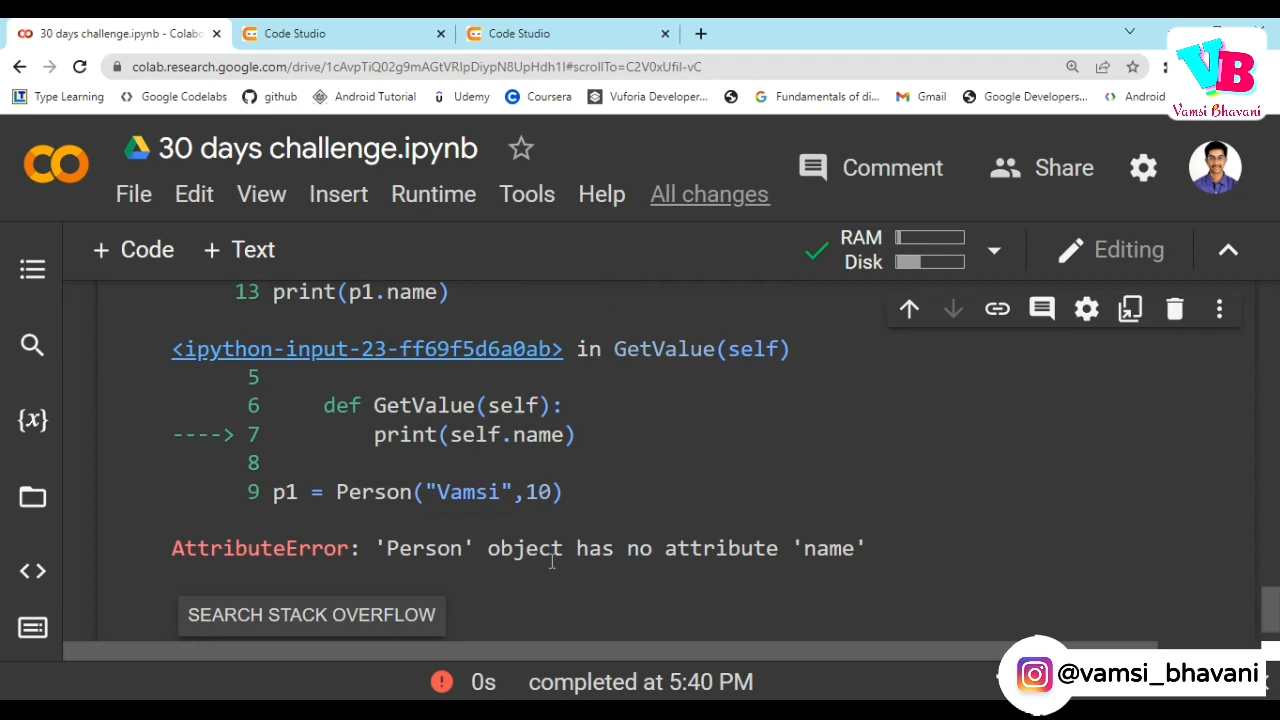 30 days challenge.ipynb - Colabo
Code Studio
Code Studio
colab.research.google.com/drive/1cAvpTiQ02g9mAGtVRIpDiypNPUpHdh1I#scrollTo=C2V0xUfiI-vC
Type Learning
Google Codelabs
github
Android Tutorial
Udemy
Coursera
Vuforia Developer...
Fundamentals of di...
Gmail
Google Developers...
Android
VB
Vamsi Bhavani
30 days challenge.ipynb
Comment
Share
File Edit View Insert Runtime Tools Help All changes
+ Code + Text
RAM
Disk
Editing
13 print(p1.name)
<ipython-input-23-ff69f5d6a0ab> in GetValue(self)
5
6 def GetValue(self):
----> 7 print(self.name)
8
9 p1 = Person("Vamsi",10)
AttributeError: 'Person' object has no attribute 'name'
SEARCH STACK OVERFLOW
0s completed at 5:40 PM
@vamsi_bhavani